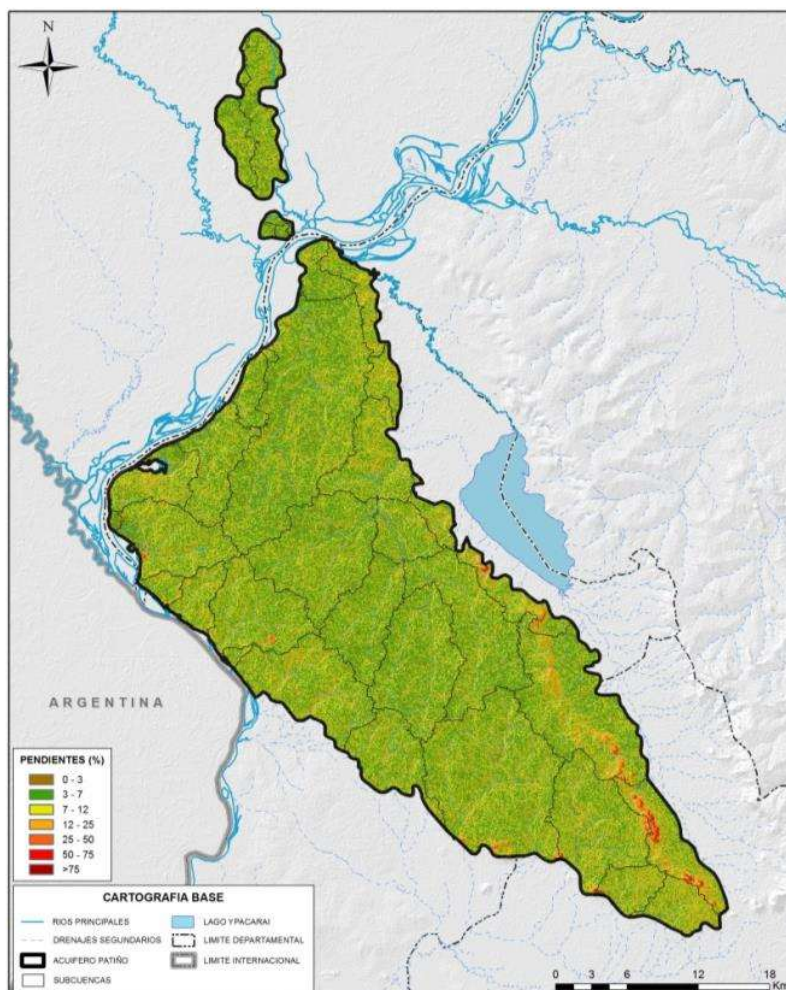 N
ARGENTINA
PENDIENTES (%)
0 - 3
3 - 7
7 - 12
12 - 25
25 - 50
50 - 75
>75
CARTOGRAFIA BASE
RIOS PRINCIPALES
DRENAJES SEGUNDARIOS
ACUIFERO PATIÑO
SUBCUENCAS
LAGO YPACARAI
LIMITE DEPARTAMENTAL
LIMITE INTERNACIONAL
0 3 6 12 18
Km